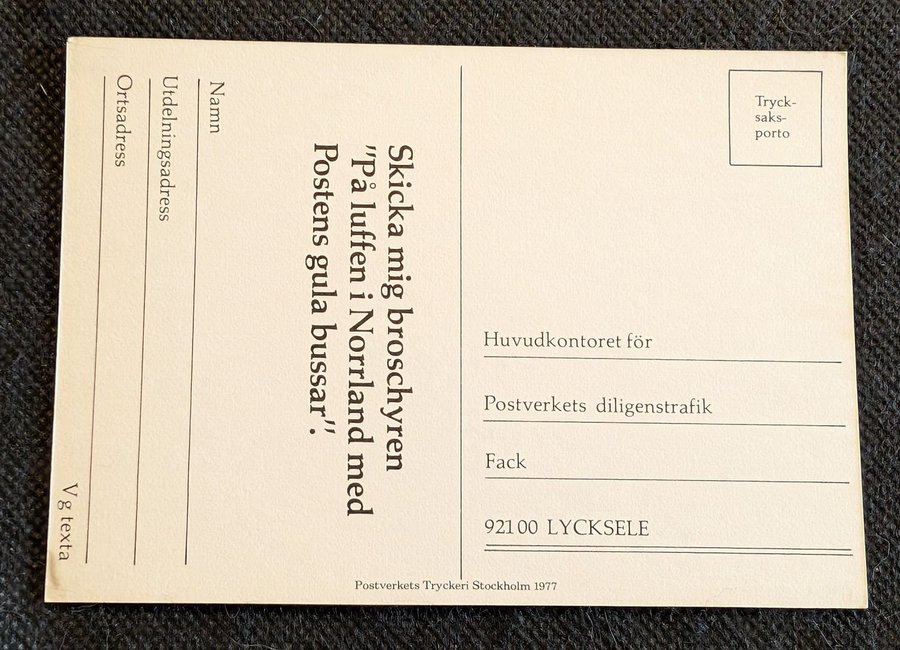 Skicka mig broschyren
"På luffen i Norrland med
Postens gula bussar".
Namn
Utdelningsadress
Ortsadress
V g texta
Tryck-
saks-
porto
Huvudkontoret för
Postverkets diligenstrafik
Fack
921 00 LYCKSELE
Postverkets Tryckeri Stockholm 1977